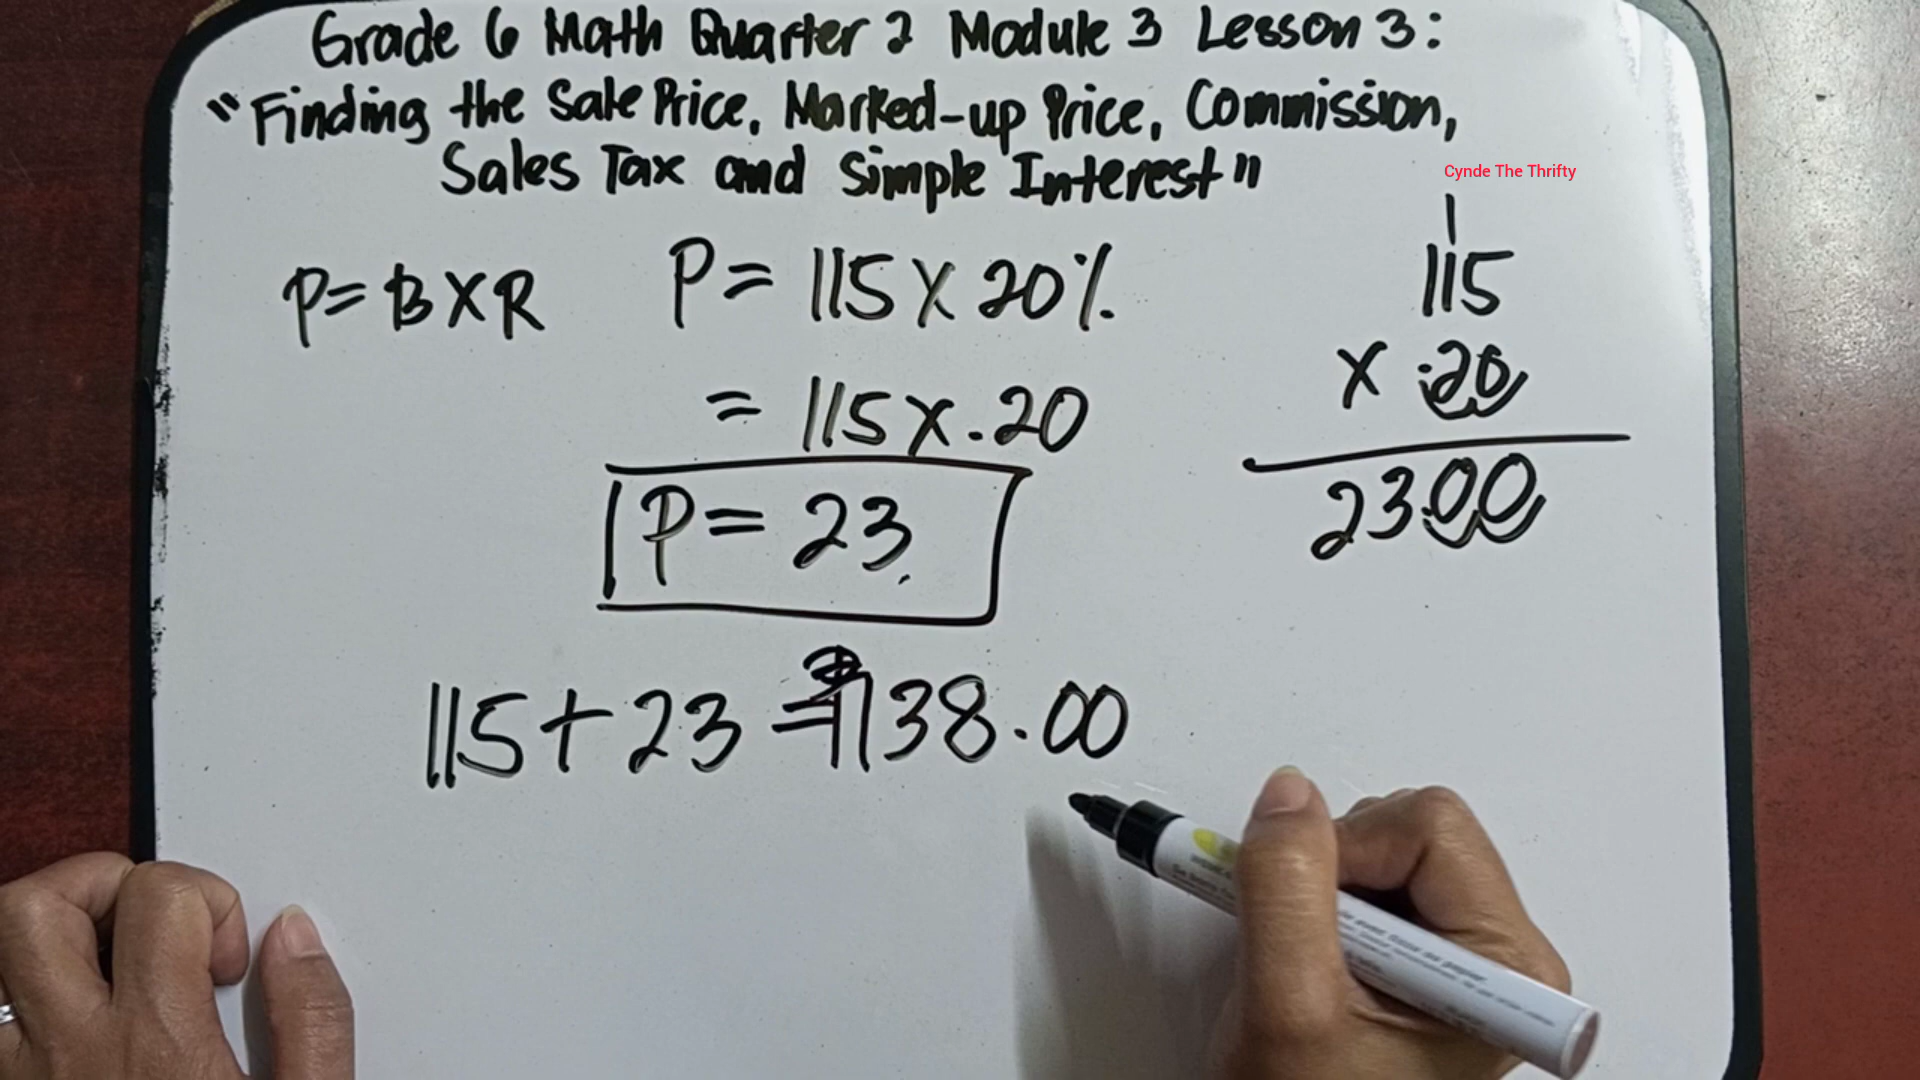 Grade 6 Math Quarter 2 Module 3 Lesson 3:
"Finding the Sale Price, Marked-up Price, Commission,
Sales Tax and Simple Interest"
Cynde The Thrifty
P = B X R
P = 115 X 20%
= 115 X .20
P = 23
1
115
X .20
2300
115 + 23 = ₱138.00